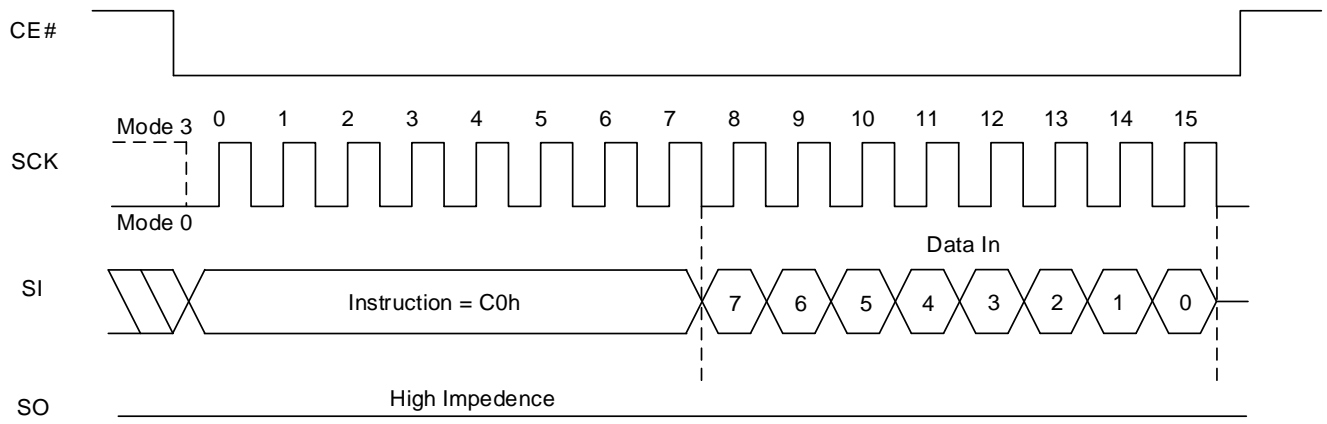 CE#
Mode 3 0 1 2 3 4 5 6 7 8 9 10 11 12 13 14 15
SCK
Mode 0
Data In
SI
Instruction = C0h 7 6 5 4 3 2 1 0
High Impedence
SO